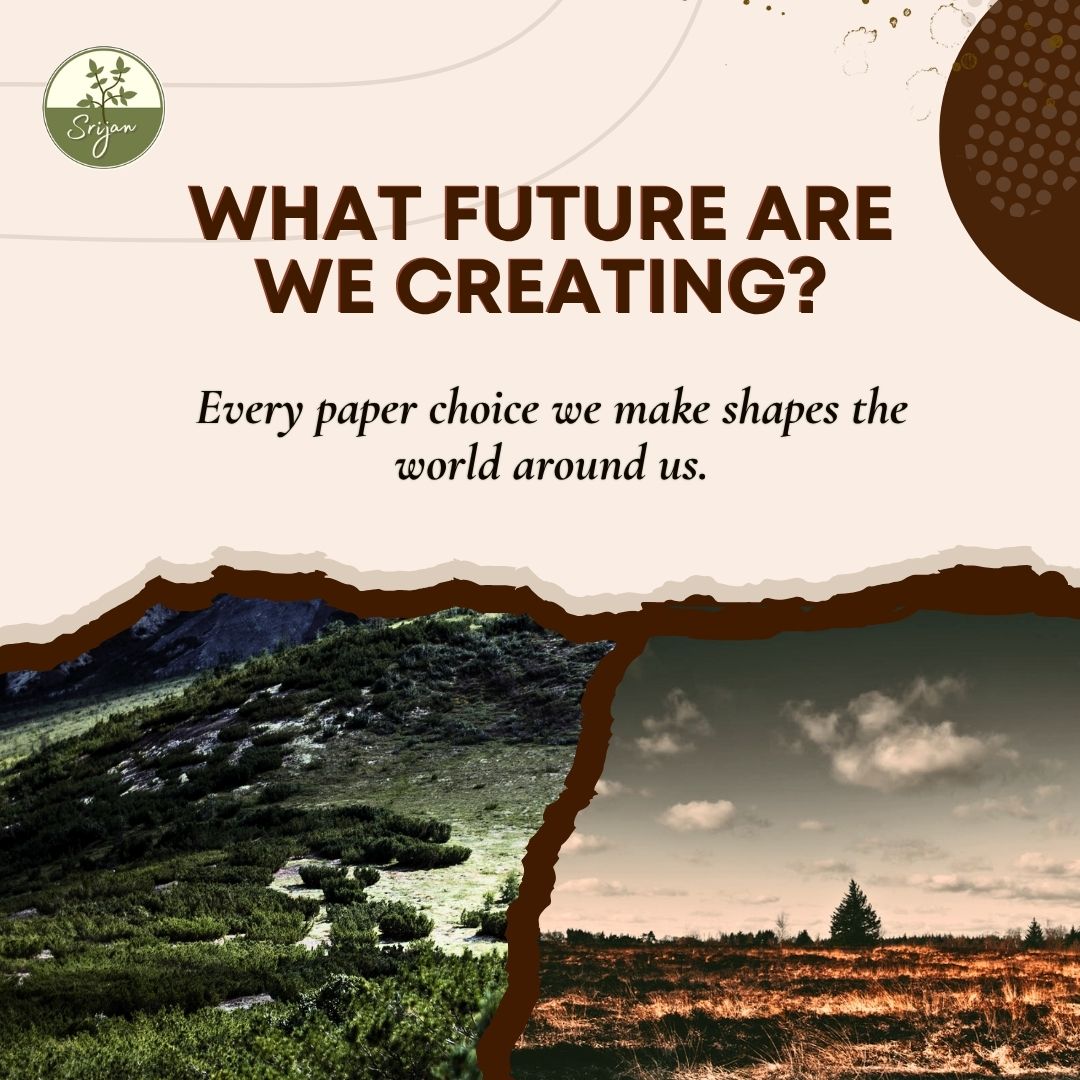 Srijan
WHAT FUTURE ARE
WE CREATING?
Every paper choice we make shapes the
world around us.